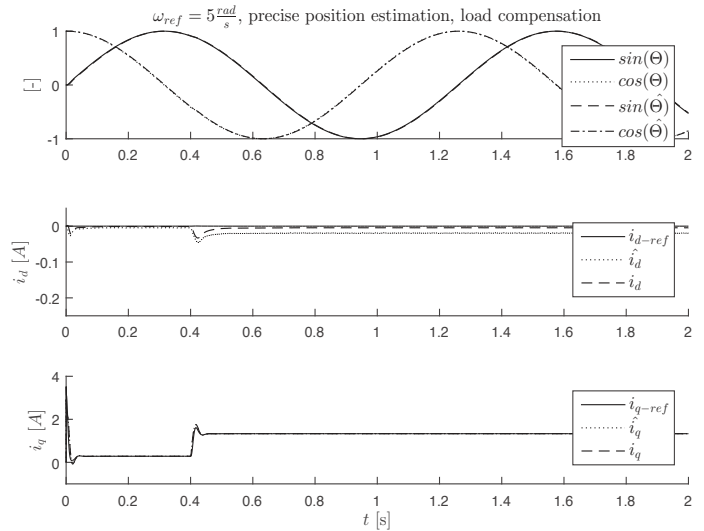 ω_ref = 5 rad/s, precise position estimation, load compensation
[-]
1
0
-1
sin(Θ)
cos(Θ)
sin(Θ̂)
cos(Θ̂)
0 0.2 0.4 0.6 0.8 1 1.2 1.4 1.6 1.8 2
i_d [A]
0
-0.1
-0.2
i_d-ref
î_d
i_d
0 0.2 0.4 0.6 0.8 1 1.2 1.4 1.6 1.8 2
i_q [A]
4
2
0
i_q-ref
î_q
i_q
0 0.2 0.4 0.6 0.8 1 1.2 1.4 1.6 1.8 2
t [s]